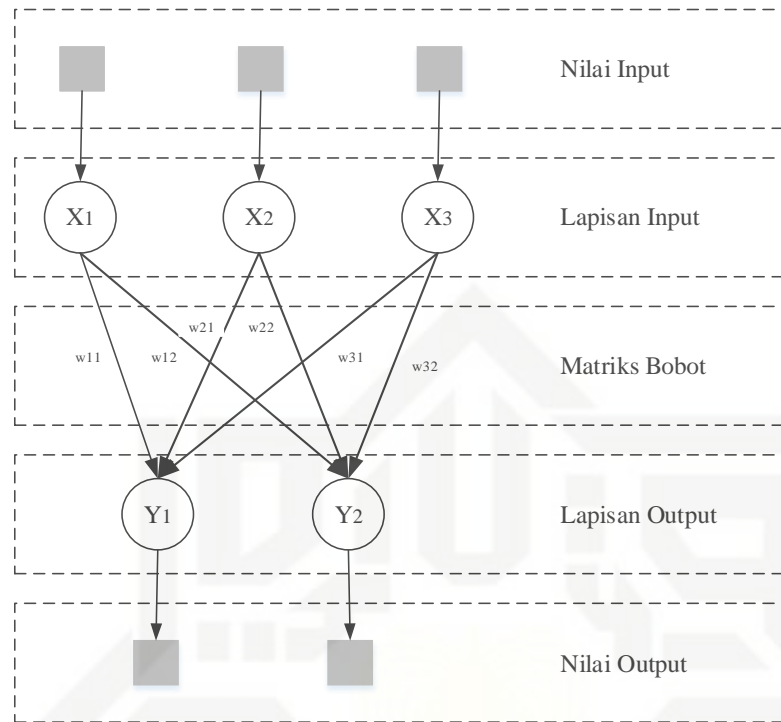 Nilai Input
X1 X2 X3 Lapisan Input
w21 w22
w11 w12 w31 w32 Matriks Bobot
Y1 Y2 Lapisan Output
Nilai Output